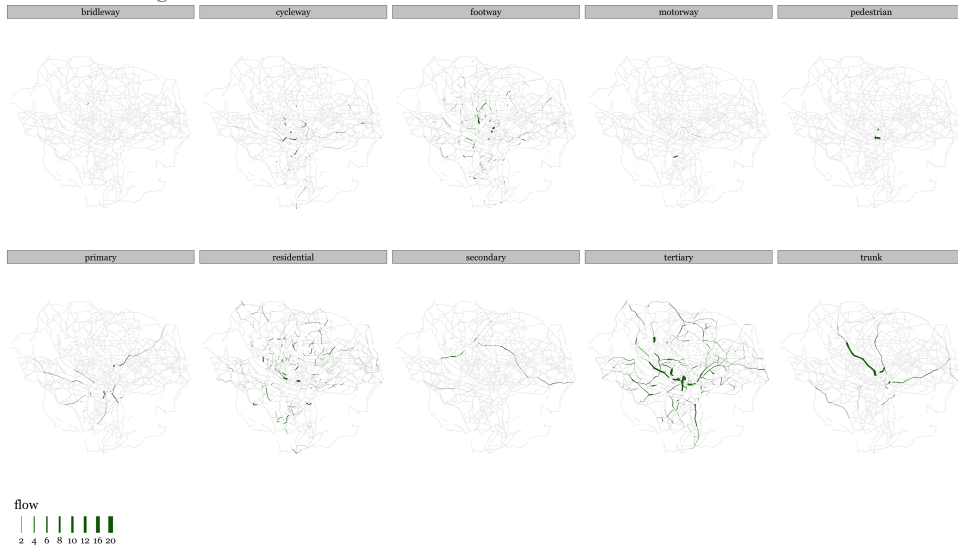 bridleway cycleway footway motorway pedestrian
primary residential secondary tertiary trunk
flow
2 4 6 8 10 12 16 20